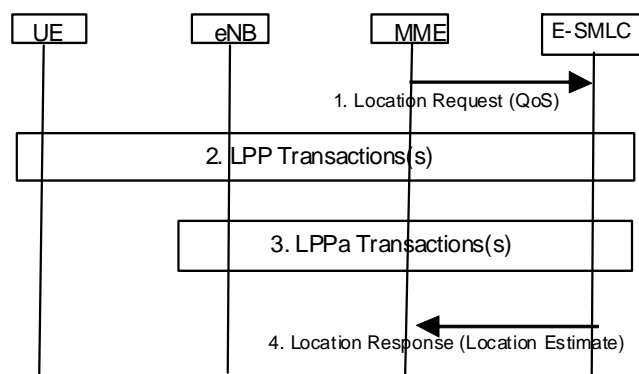 UE eNB MME E-SMLC
1. Location Request (QoS)
2. LPP Transactions(s)
3. LPPa Transactions(s)
4. Location Response (Location Estimate)